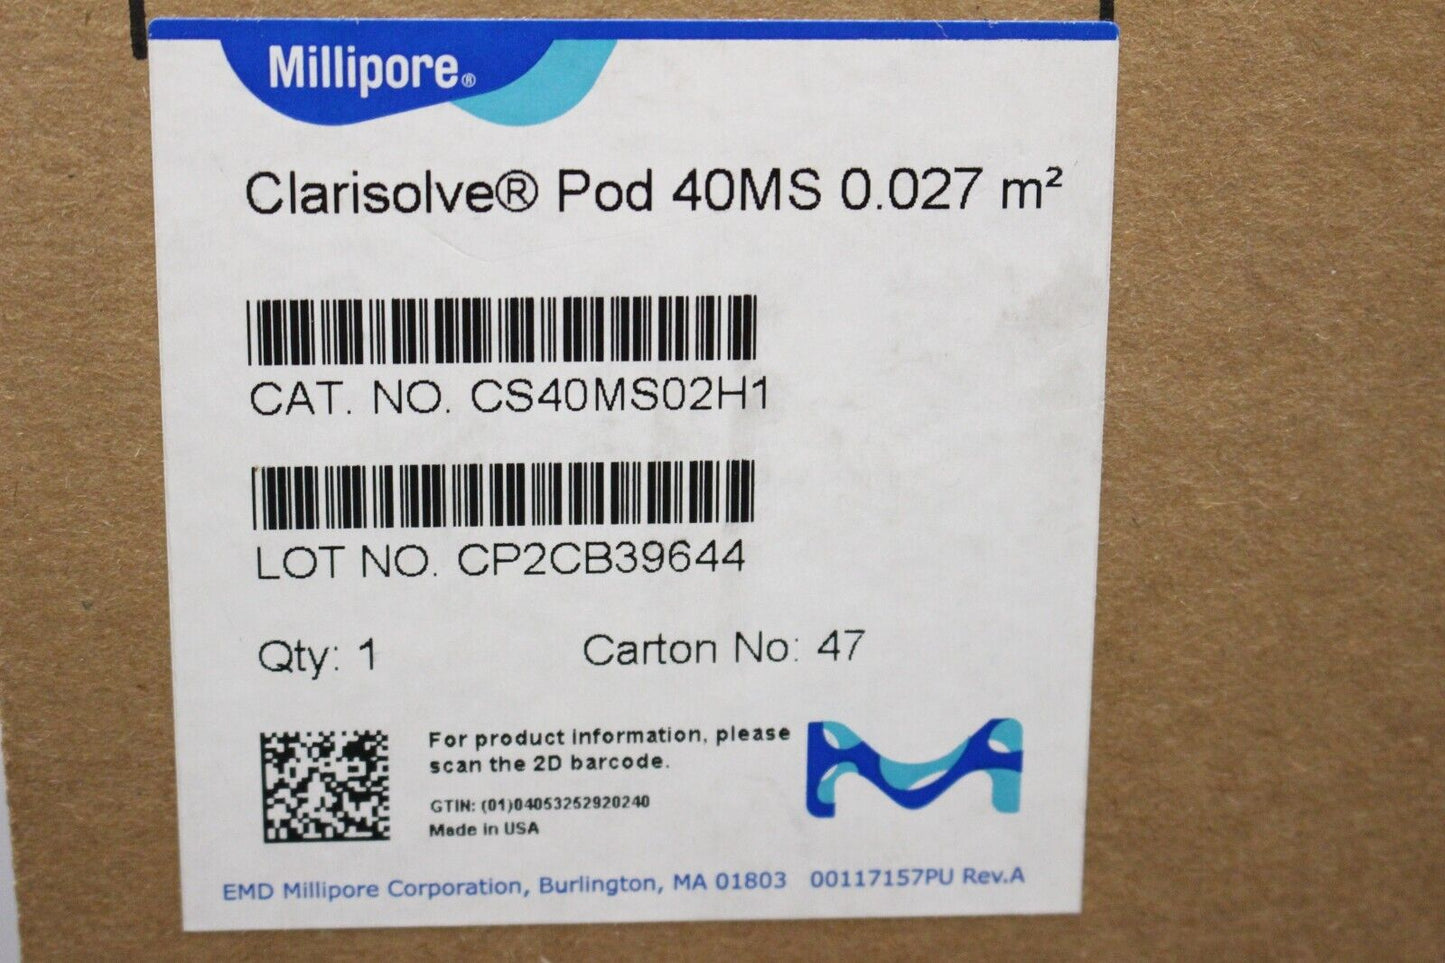 Millipore®
Clarisolve® Pod 40MS 0.027 m²
CAT. NO. CS40MS02H1
LOT NO. CP2CB39644
Qty: 1 Carton No: 47
For product information, please
scan the 2D barcode.
GTIN: (01)04053252920240
Made in USA
EMD Millipore Corporation, Burlington, MA 01803 00117157PU Rev.A